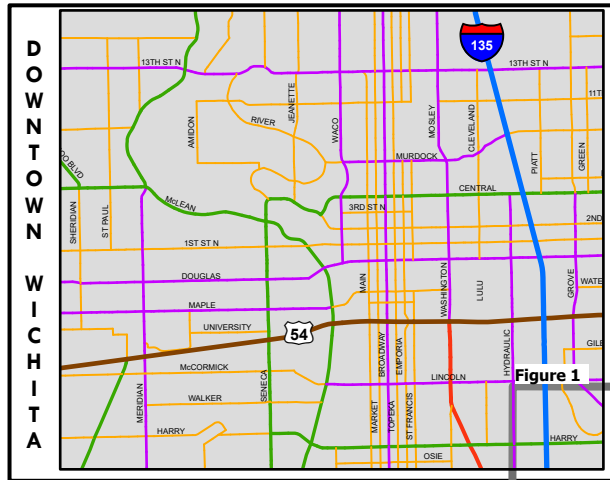 DOWNTOWN WICHITA
135
13TH ST N
13TH ST N
11T
JEANETTE
WACO
MOSLEY
CLEVELAND
RIVER
AMIDON
PIATT
GREEN
MURDOCK
DO BLVD
CENTRAL
McLEAN
3RD ST N
SHERIDIAN
ST PAUL
2ND
1ST ST N
DOUGLAS
MAIN
WASHINGTON
LULU
GROVE
WATE
MAPLE
UNIVERSITY
54
BROADWAY
EMPORIA
HYDRAULIC
GILE
McCORMICK
SENECA
LINCOLN
Figure 1
MERIDIAN
WALKER
MARKET
TOPEKA
ST FRANCIS
HARRY
HARRY
OSIE